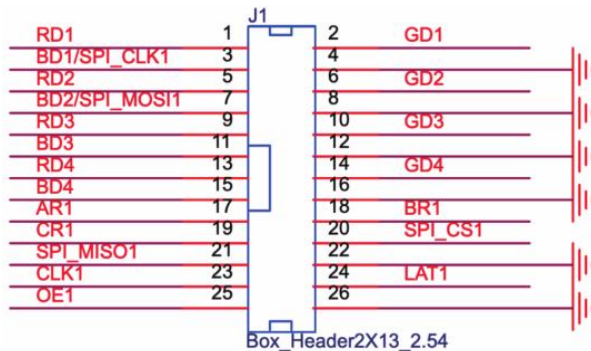 J1
RD1 1 2 GD1
BD1/SPI_CLK1 3 4
RD2 5 6 GD2
BD2/SPI_MOSI1 7 8
RD3 9 10 GD3
BD3 11 12
RD4 13 14 GD4
BD4 15 16
AR1 17 18 BR1
CR1 19 20 SPI_CS1
SPI_MISO1 21 22
CLK1 23 24 LAT1
OE1 25 26
Box_Header2X13_2.54